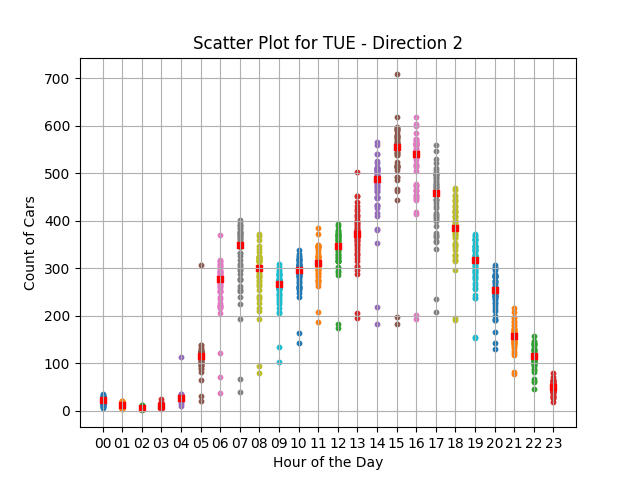 Scatter Plot for TUE - Direction 2
700
600
500
400
300
200
100
0
Count of Cars
00 01 02 03 04 05 06 07 08 09 10 11 12 13 14 15 16 17 18 19 20 21 22 23
Hour of the Day